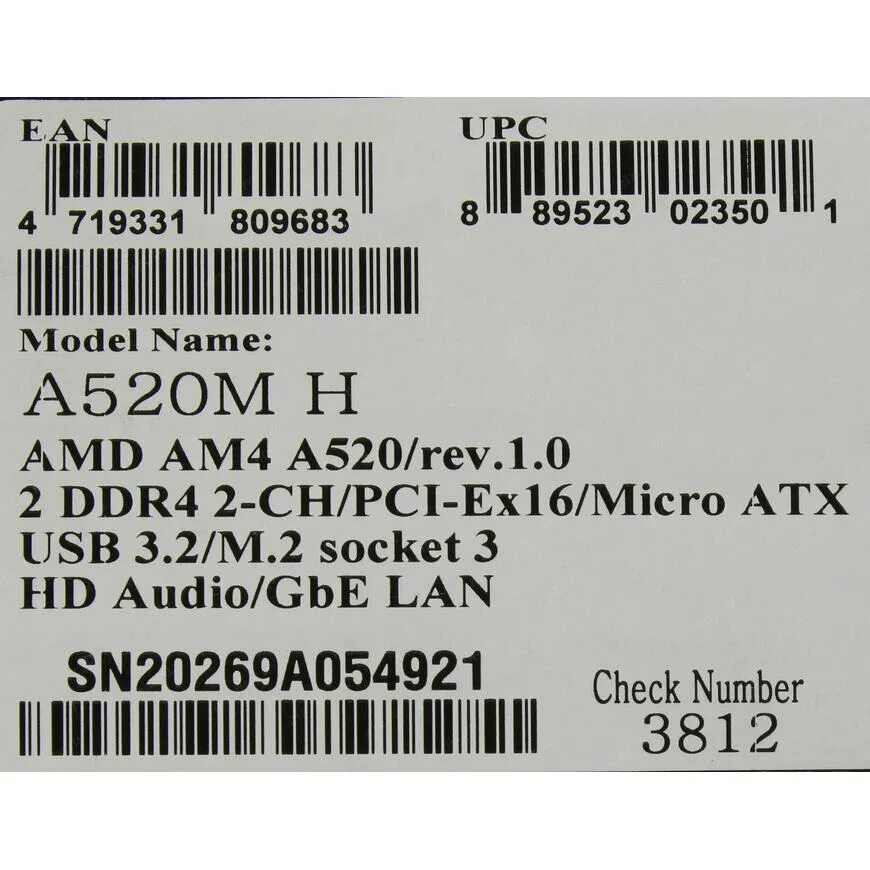 EAN
UPC
4 719331 809683
8 89523 02350 1
Model Name:
A520M H
AMD AM4 A520/rev.1.0
2 DDR4 2-CH/PCI-Ex16/Micro ATX
USB 3.2/M.2 socket 3
HD Audio/GbE LAN
SN20269A054921
Check Number
3812